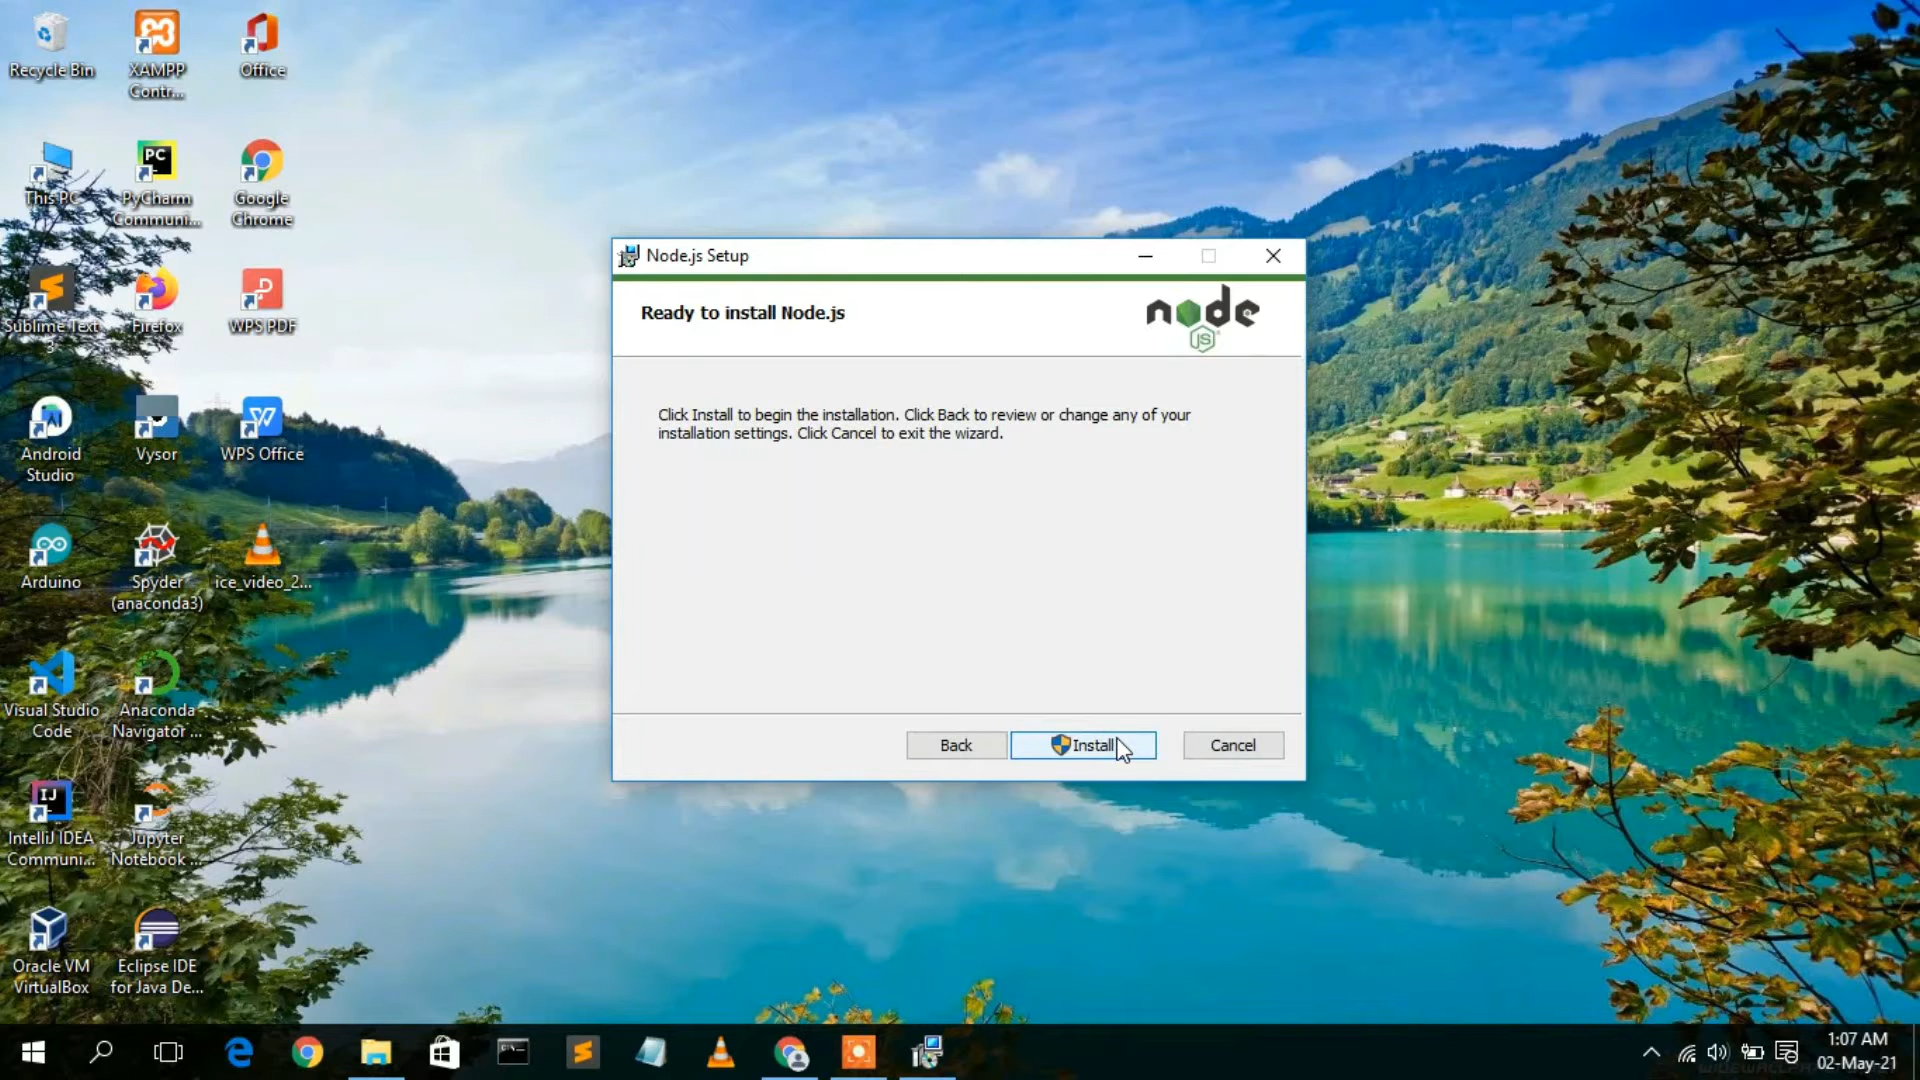 Recycle Bin
XAMPP
Contr...
Office
This PC
PC
PyCharm
Communi...
Google
Chrome
Sublime Text
3
Firefox
WPS PDF
Android
Studio
Vysor
WPS Office
Arduino
Spyder
(anaconda3)
ice_video_2...
Visual Studio
Code
Anaconda
Navigator ...
IJ
IntelliJ IDEA
Communi...
Jupyter
Notebook ...
Oracle VM
VirtualBox
Eclipse IDE
for Java De...
Node.js Setup
Ready to install Node.js
node
JS
Click Install to begin the installation. Click Back to review or change any of your
installation settings. Click Cancel to exit the wizard.
Back
Install
Cancel
1:07 AM
02-May-21